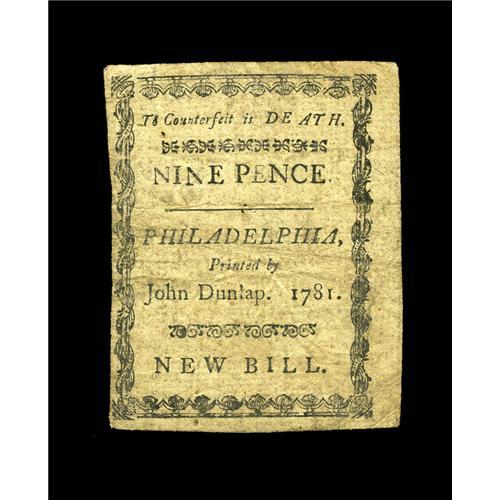 To Counterfeit is DEATH.
NINE PENCE.
PHILADELPHIA,
Printed by
John Dunlap. 1781.
NEW BILL.